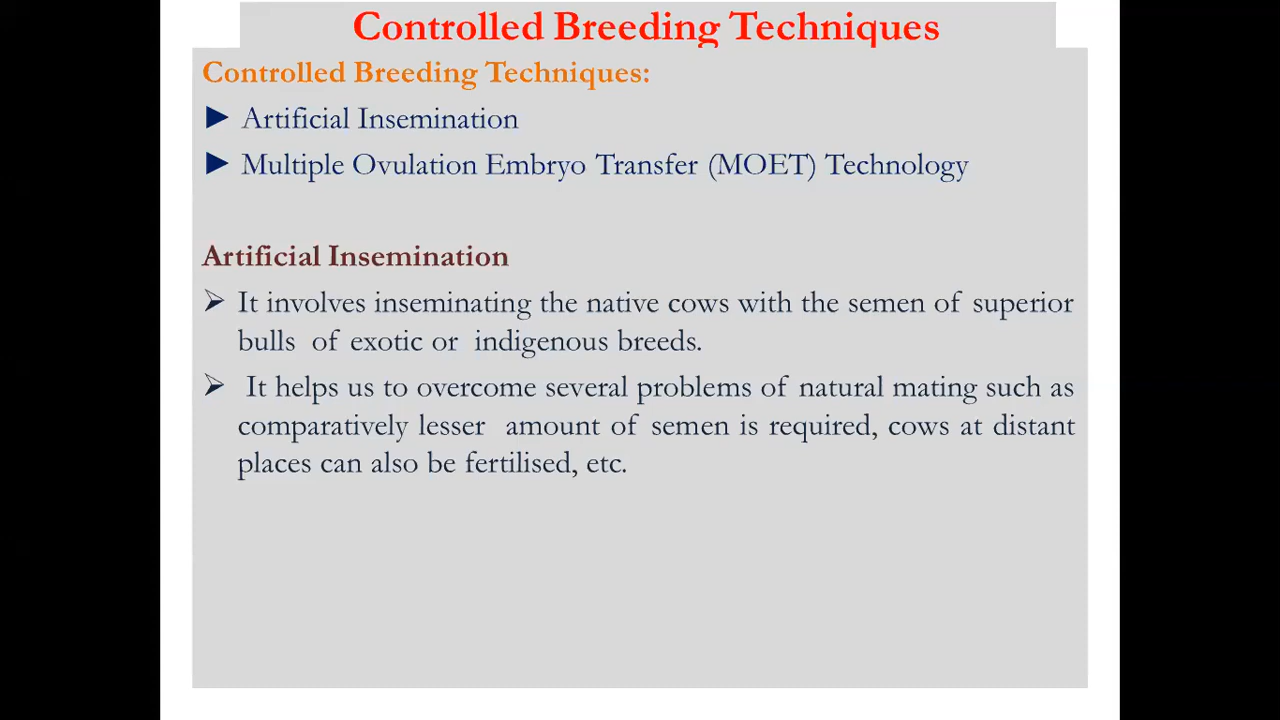 Controlled Breeding Techniques
Controlled Breeding Techniques:
► Artificial Insemination
► Multiple Ovulation Embryo Transfer (MOET) Technology
Artificial Insemination
➢ It involves inseminating the native cows with the semen of superior
bulls of exotic or indigenous breeds.
➢ It helps us to overcome several problems of natural mating such as
comparatively lesser amount of semen is required, cows at distant
places can also be fertilised, etc.